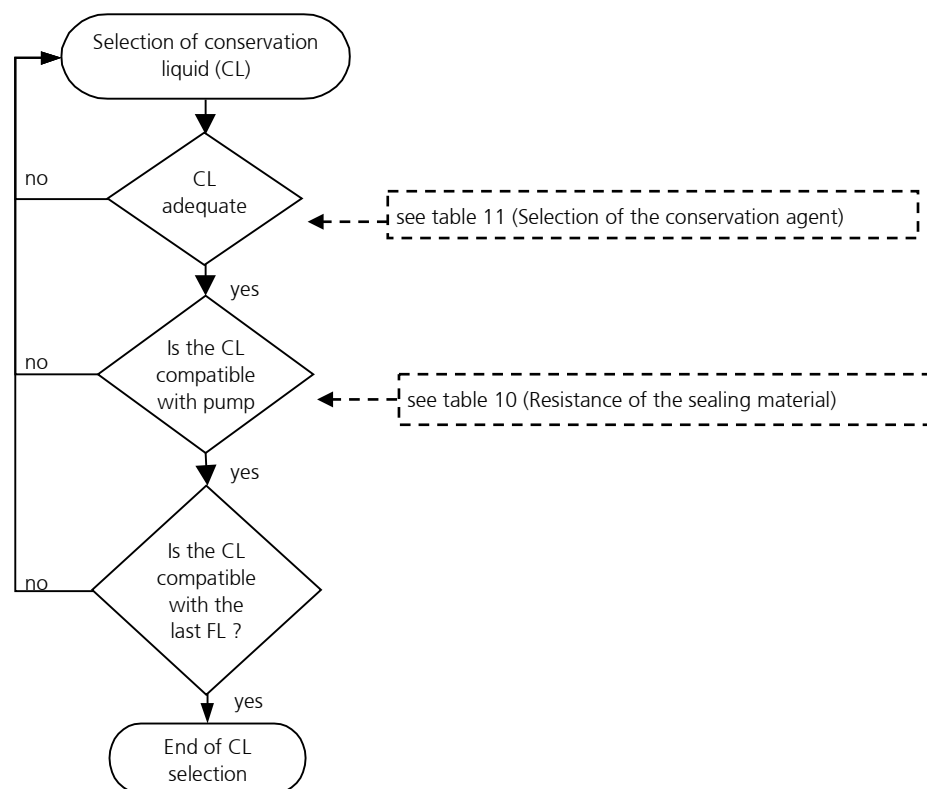 Selection of conservation
liquid (CL)
no
CL
adequate
see table 11 (Selection of the conservation agent)
yes
no
Is the CL
compatible
with pump
see table 10 (Resistance of the sealing material)
yes
no
Is the CL
compatible
with the
last FL ?
yes
End of CL
selection